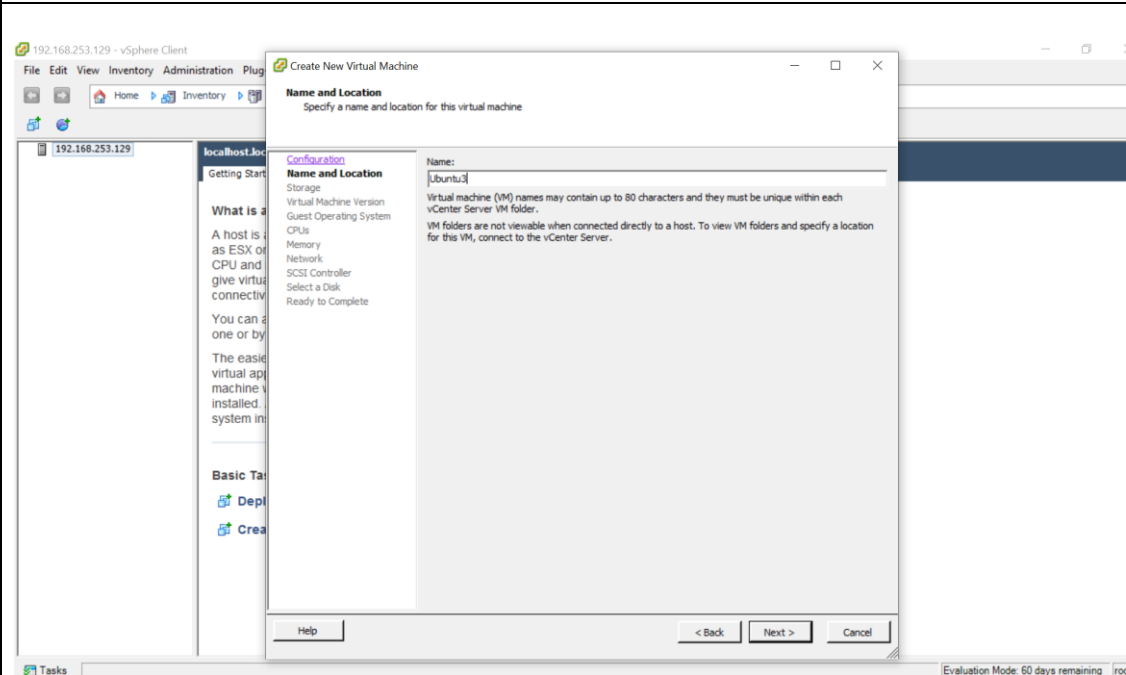 192.168.253.129 - vSphere Client
File Edit View Inventory Administration Plug
Home Inventory
192.168.253.129
localhost.loc
Getting Start
What is a
A host is
as ESX or
CPU and
give virtua
connectiv
You can a
one or by
The easie
virtual app
machine
installed.
system in
Basic Ta
Depl
Crea
Create New Virtual Machine
Name and Location
Specify a name and location for this virtual machine
Configuration
Name and Location
Storage
Virtual Machine Version
Guest Operating System
CPUs
Memory
Network
SCSI Controller
Select a Disk
Ready to Complete
Name:
Ubuntu3
Virtual machine (VM) names may contain up to 80 characters and they must be unique within each
vCenter Server VM folder.
VM folders are not viewable when connected directly to a host. To view VM folders and specify a location
for this VM, connect to the vCenter Server.
Help
< Back
Next >
Cancel
Tasks
Evaluation Mode: 60 days remaining
roo